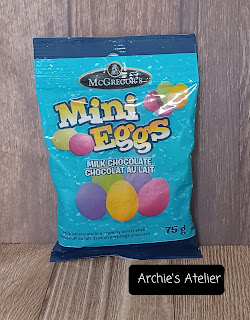 McGREGOR'S
Mini
Eggs
MILK CHOCOLATE
CHOCOLAT AU LAIT
75 g
Archie's Atelier